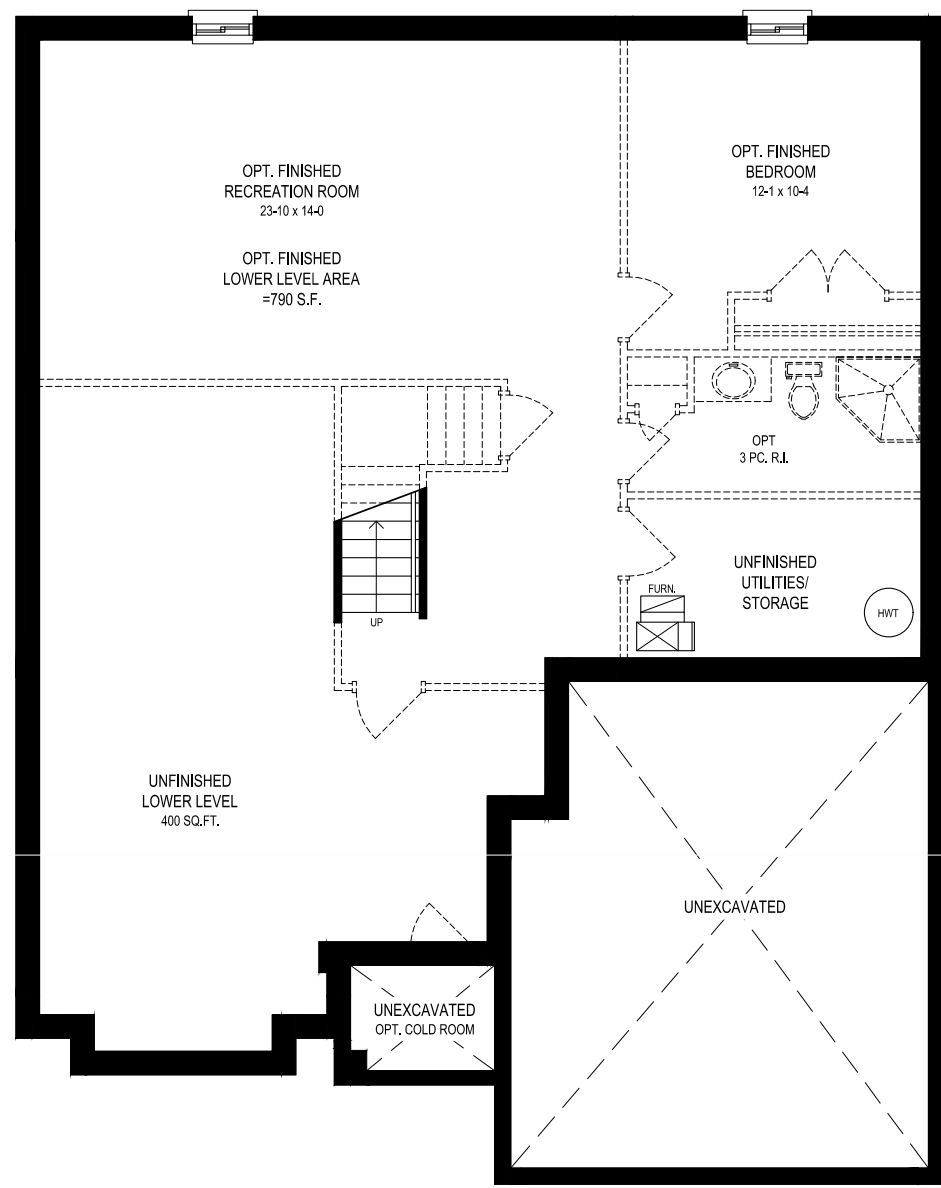 OPT. FINISHED
RECREATION ROOM
23-10 x 14-0
OPT. FINISHED
LOWER LEVEL AREA
=790 S.F.
OPT. FINISHED
BEDROOM
12-1 x 10-4
OPT
3 PC. R.I.
UNFINISHED
UTILITIES/
STORAGE
FURN.
HWT
UP
UNFINISHED
LOWER LEVEL
400 SQ.FT.
UNEXCAVATED
UNEXCAVATED
OPT. COLD ROOM